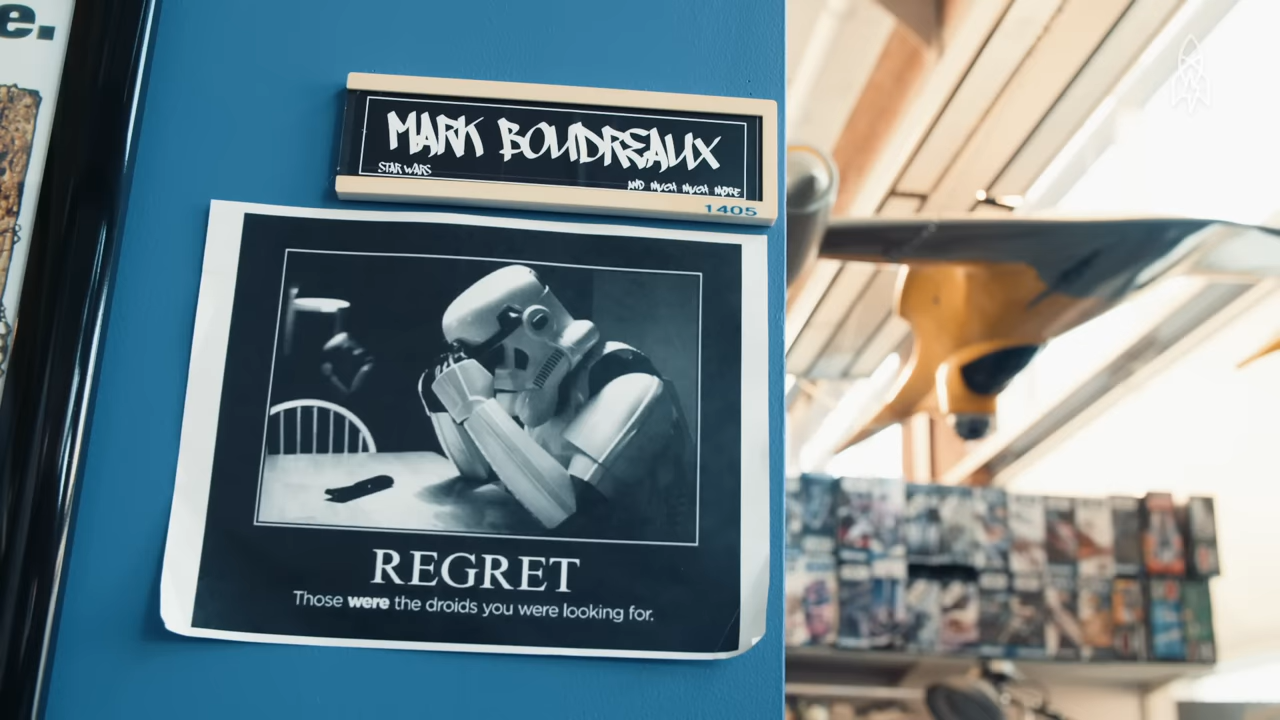 e.
MARK BOUDREAUX
STAR WARS
AND MUCH MUCH MORE
1405
REGRET
Those were the droids you were looking for.